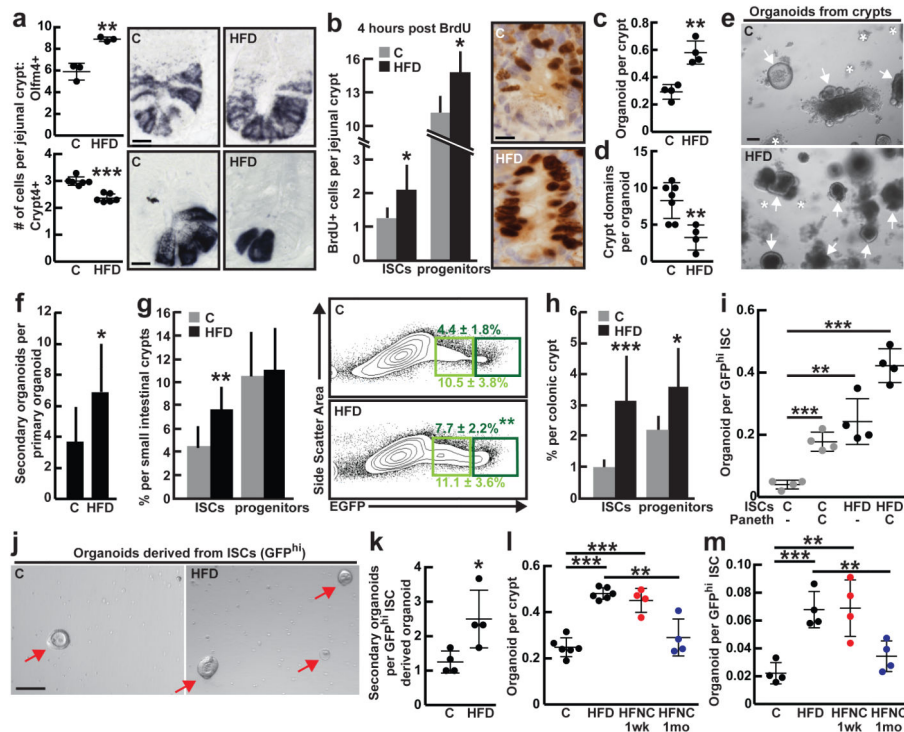 a
# of cells per jejunal crypt:
Olfm4+
10
8
6
4
2
0
**
C HFD
Crypt4+
4
3
2
1
0
***
C HFD
C
HFD
C
HFD
b
4 hours post BrdU
C
HFD
BrdU+ cells per jejunal crypt
16
14
12
10
3
2
1
0
*
*
ISCs progenitors
C
HFD
c
Organoid per crypt
0.8
0.6
0.4
0.2
0
**
C HFD
d
Crypt domains
per organoid
12
10
8
6
4
2
0
**
C HFD
e
Organoids from crypts
C
*
*
*
*
HFD
*
*
f
Secondary organoids per
primary organoid
10
8
6
4
2
0
*
C HFD
g
% per small intestinal crypts
16
14
12
10
8
6
4
2
0
C
HFD
**
ISCs progenitors
Side Scatter Area
C
4.4 ± 1.8%
10.5 ± 3.8%
HFD
7.7 ± 2.2% **
11.1 ± 3.6%
EGFP
h
% per colonic crypt
6
5
4
3
2
1
0
C
HFD
***
*
ISCs progenitors
i
Organoid per GFPhi ISC
0.6
0.4
0.2
0
***
**
***
ISCs C C HFD HFD
Paneth - C - C
j
Organoids derived from ISCs (GFPhi)
C
HFD
k
Secondary organoids
per GFPhi ISC
derived organoid
4
3
2
1
0
*
C HFD
l
Organoid per crypt
0.6
0.4
0.2
0
***
***
**
C HFD HFNC HFNC
1wk 1mo
m
Organoid per GFPhi ISC
0.10
0.08
0.06
0.04
0.02
0.00
**
***
**
C HFD HFNC HFNC
1wk 1mo